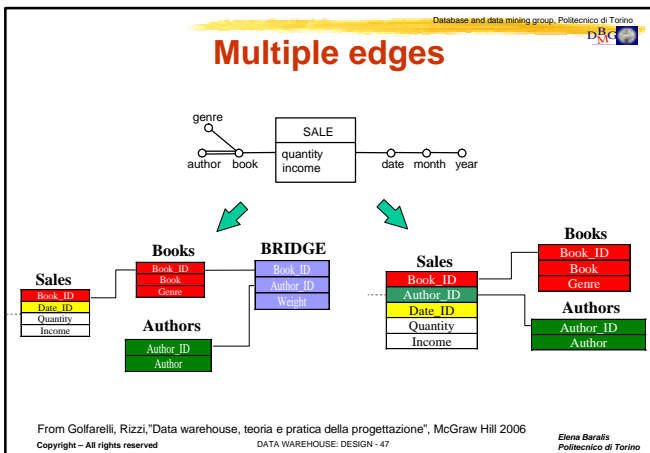 Database and data mining group, Politecnico di Torino
DBMG
Multiple edges
genre
SALE
author book
quantity
income
date month year
Sales
Book_ID
Date_ID
Quantity
Income
Books
Book_ID
Book
Genre
BRIDGE
Book_ID
Author_ID
Weight
Authors
Author_ID
Author
Sales
Book_ID
Author_ID
Date_ID
Quantity
Income
Books
Book_ID
Book
Genre
Authors
Author_ID
Author
From Golfarelli, Rizzi,"Data warehouse, teoria e pratica della progettazione", McGraw Hill 2006
Copyright – All rights reserved
DATA WAREHOUSE: DESIGN - 47
Elena Baralis
Politecnico di Torino